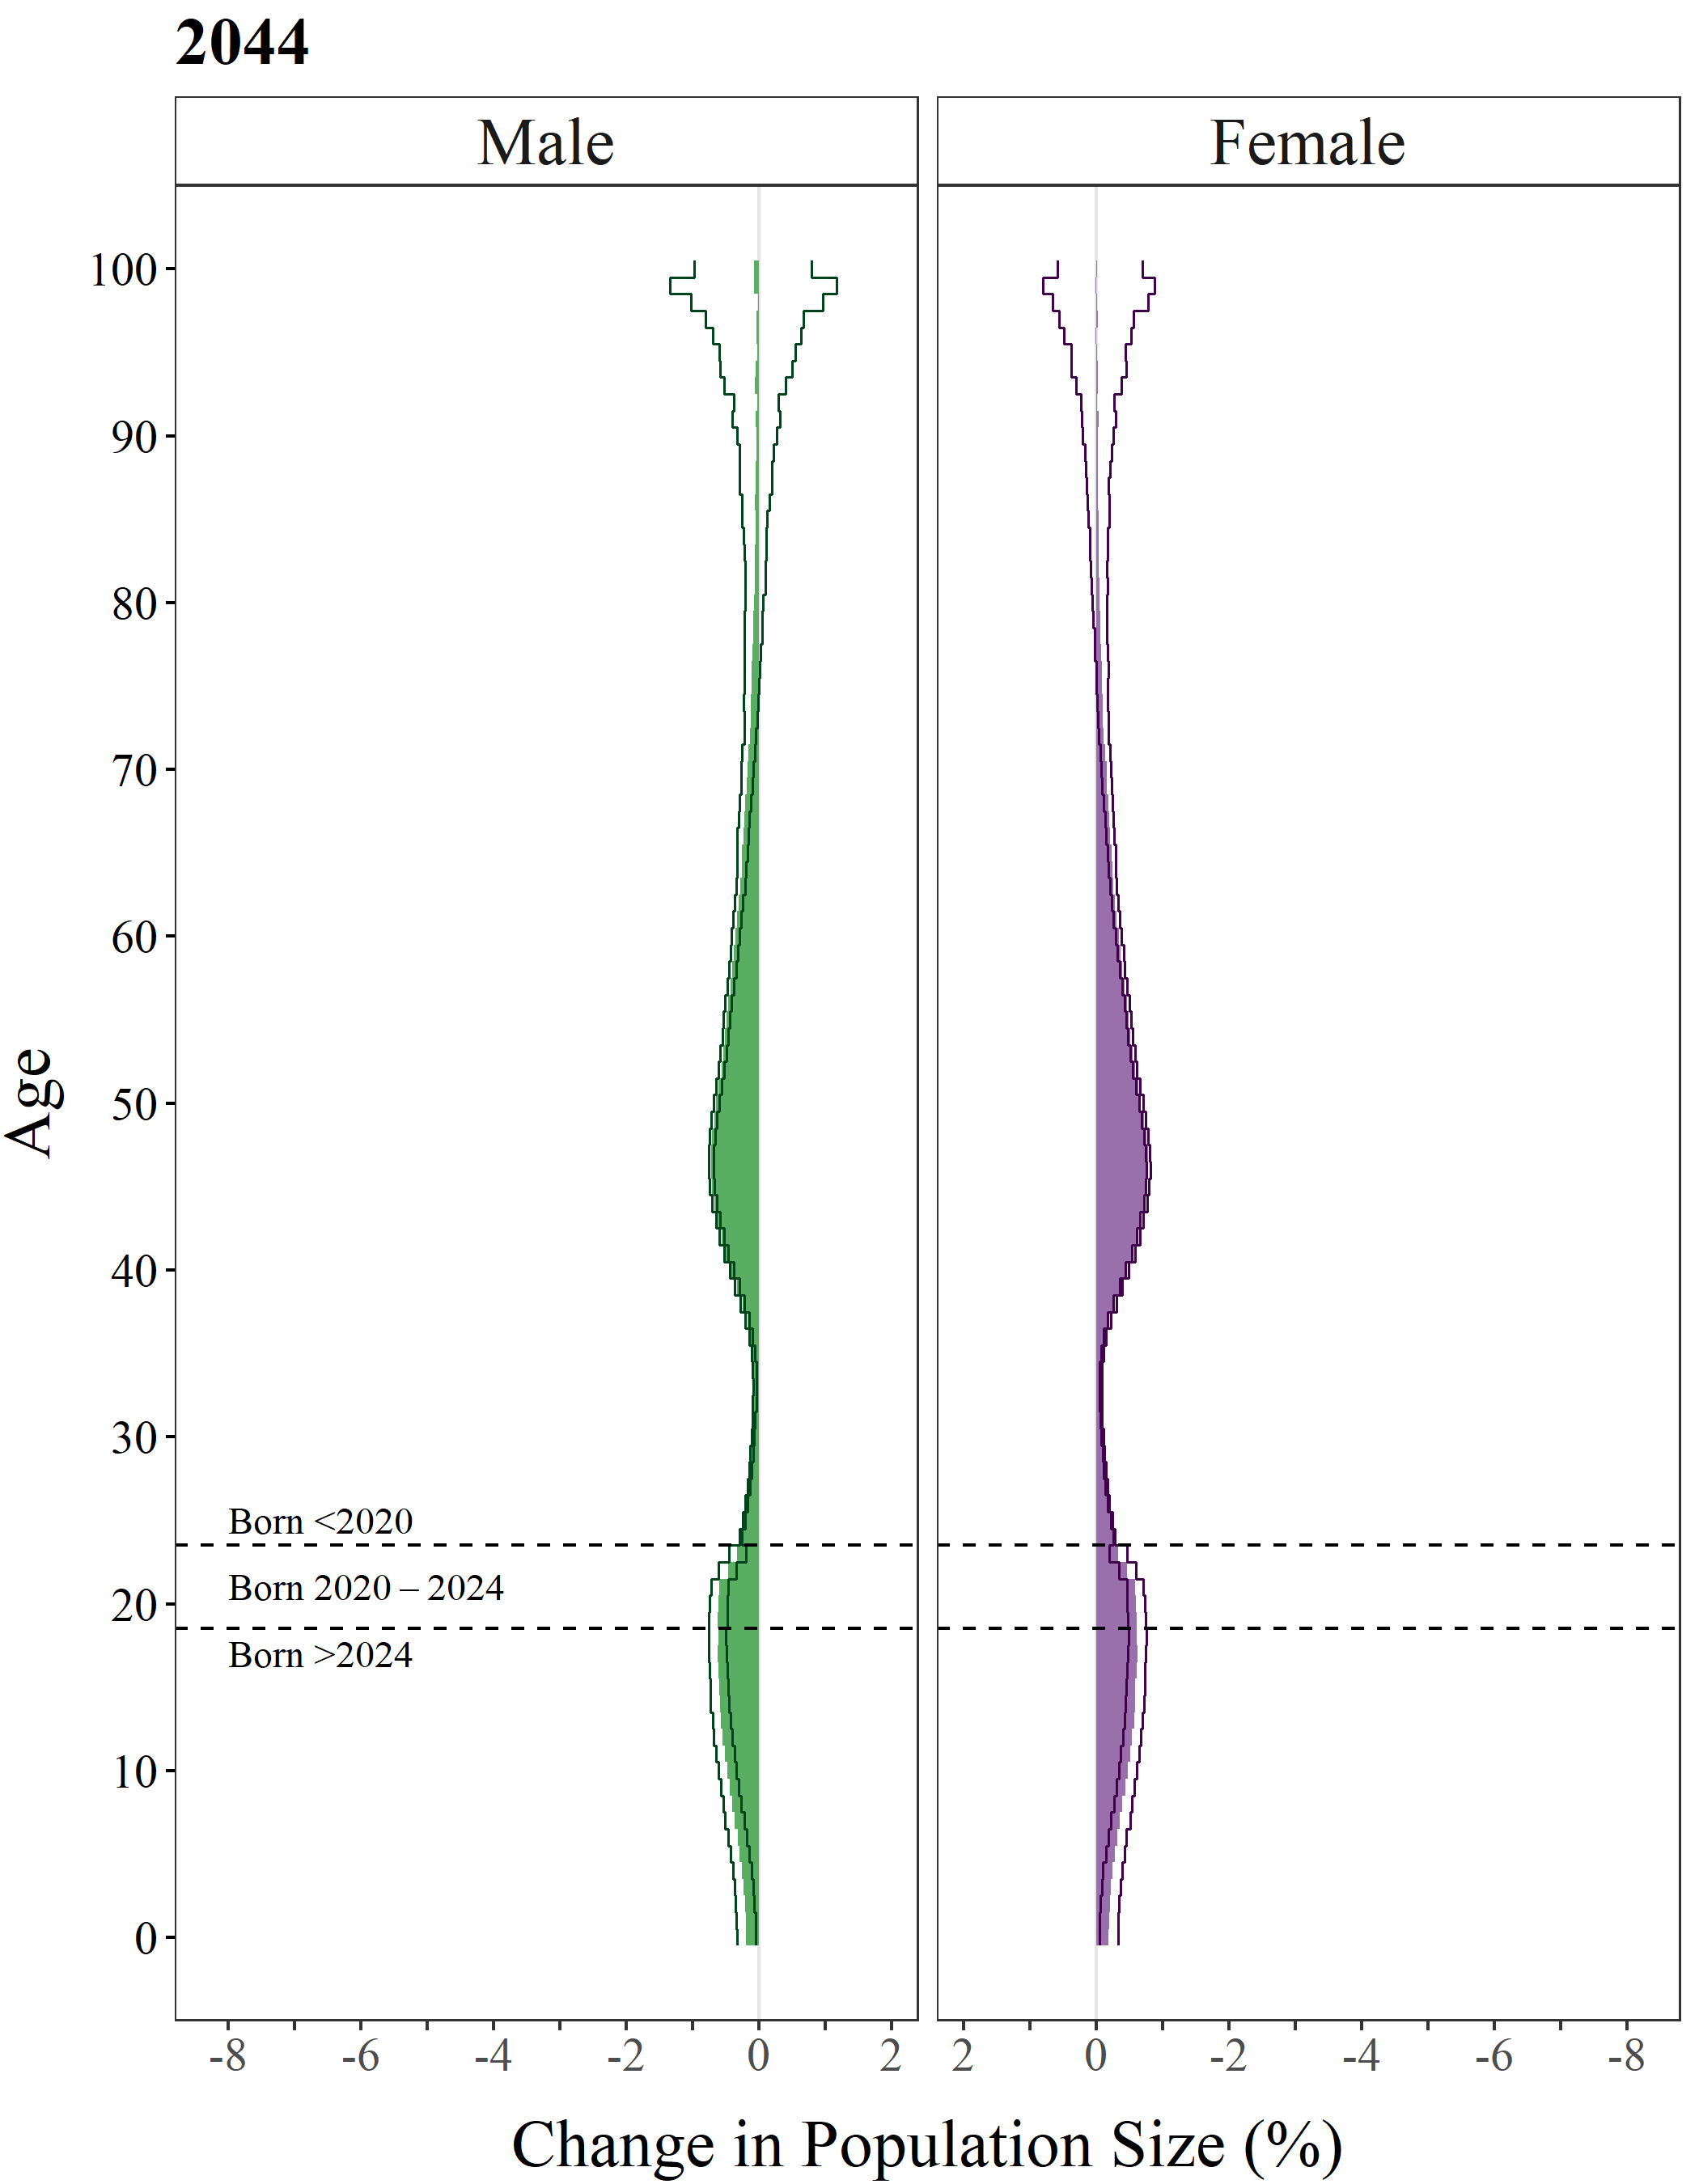 2044
Male
Female
100
90
80
70
60
50
40
30
20
10
0
Age
Born <2020
Born 2020 – 2024
Born >2024
-8 -6 -4 -2 0 2
2 0 -2 -4 -6 -8
Change in Population Size (%)